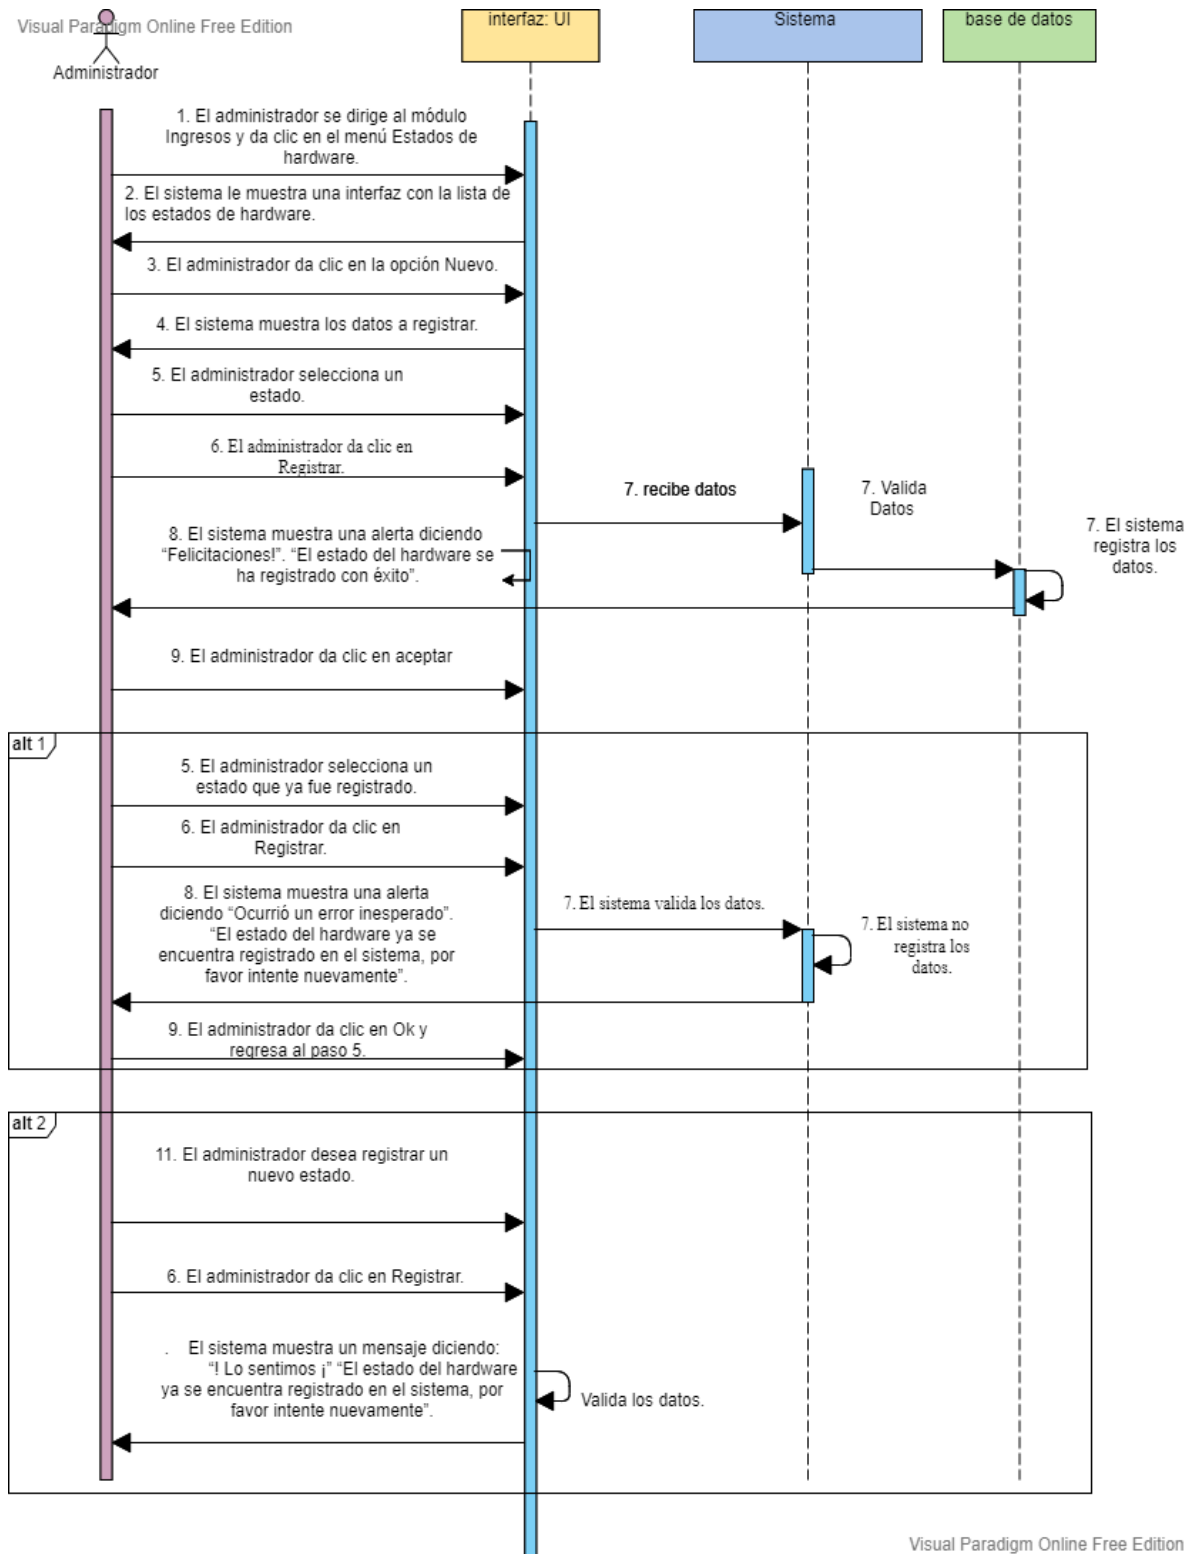 Visual Paradigm Online Free Edition
Administrador
interfaz: UI
Sistema
base de datos
1. El administrador se dirige al módulo
Ingresos y da clic en el menú Estados de
hardware.
2. El sistema le muestra una interfaz con la lista de
los estados de hardware.
3. El administrador da clic en la opción Nuevo.
4. El sistema muestra los datos a registrar.
5. El administrador selecciona un
estado.
6. El administrador da clic en
Registrar.
7. recibe datos
7. Valida
Datos
7. El sistema
registra los
datos.
8. El sistema muestra una alerta diciendo
“Felicitaciones!”. “El estado del hardware se
ha registrado con éxito”.
9. El administrador da clic en aceptar
alt 1
5. El administrador selecciona un
estado que ya fue registrado.
6. El administrador da clic en
Registrar.
8. El sistema muestra una alerta
diciendo “Ocurrió un error inesperado”.
“El estado del hardware ya se
encuentra registrado en el sistema, por
favor intente nuevamente”.
7. El sistema valida los datos.
7. El sistema no
registra los
datos.
9. El administrador da clic en Ok y
regresa al paso 5.
alt 2
11. El administrador desea registrar un
nuevo estado.
6. El administrador da clic en Registrar.
. El sistema muestra un mensaje diciendo:
“! Lo sentimos ¡” “El estado del hardware
ya se encuentra registrado en el sistema, por
favor intente nuevamente”.
Valida los datos.
Visual Paradigm Online Free Edition